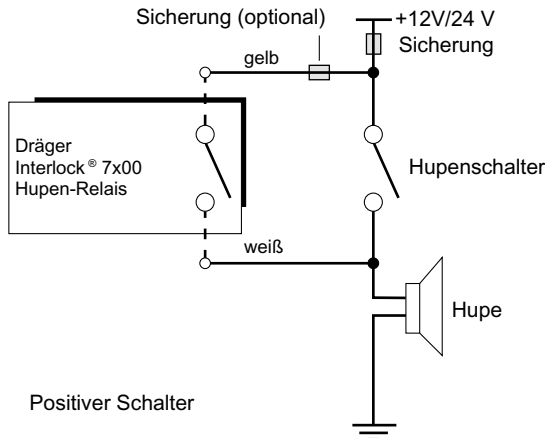 Sicherung (optional)
+12V/24 V
Sicherung
gelb
Dräger
Interlock ® 7x00
Hupen-Relais
Hupenschalter
weiß
Hupe
Positiver Schalter